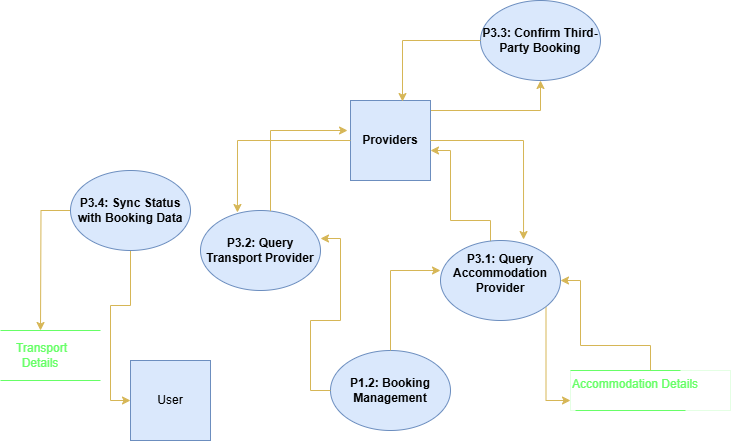 P3.3: Confirm Third-
Party Booking
Providers
P3.4: Sync Status
with Booking Data
P3.2: Query
Transport Provider
P3.1: Query
Accommodation
Provider
Transport
Details
P1.2: Booking
Management
Accommodation Details
User